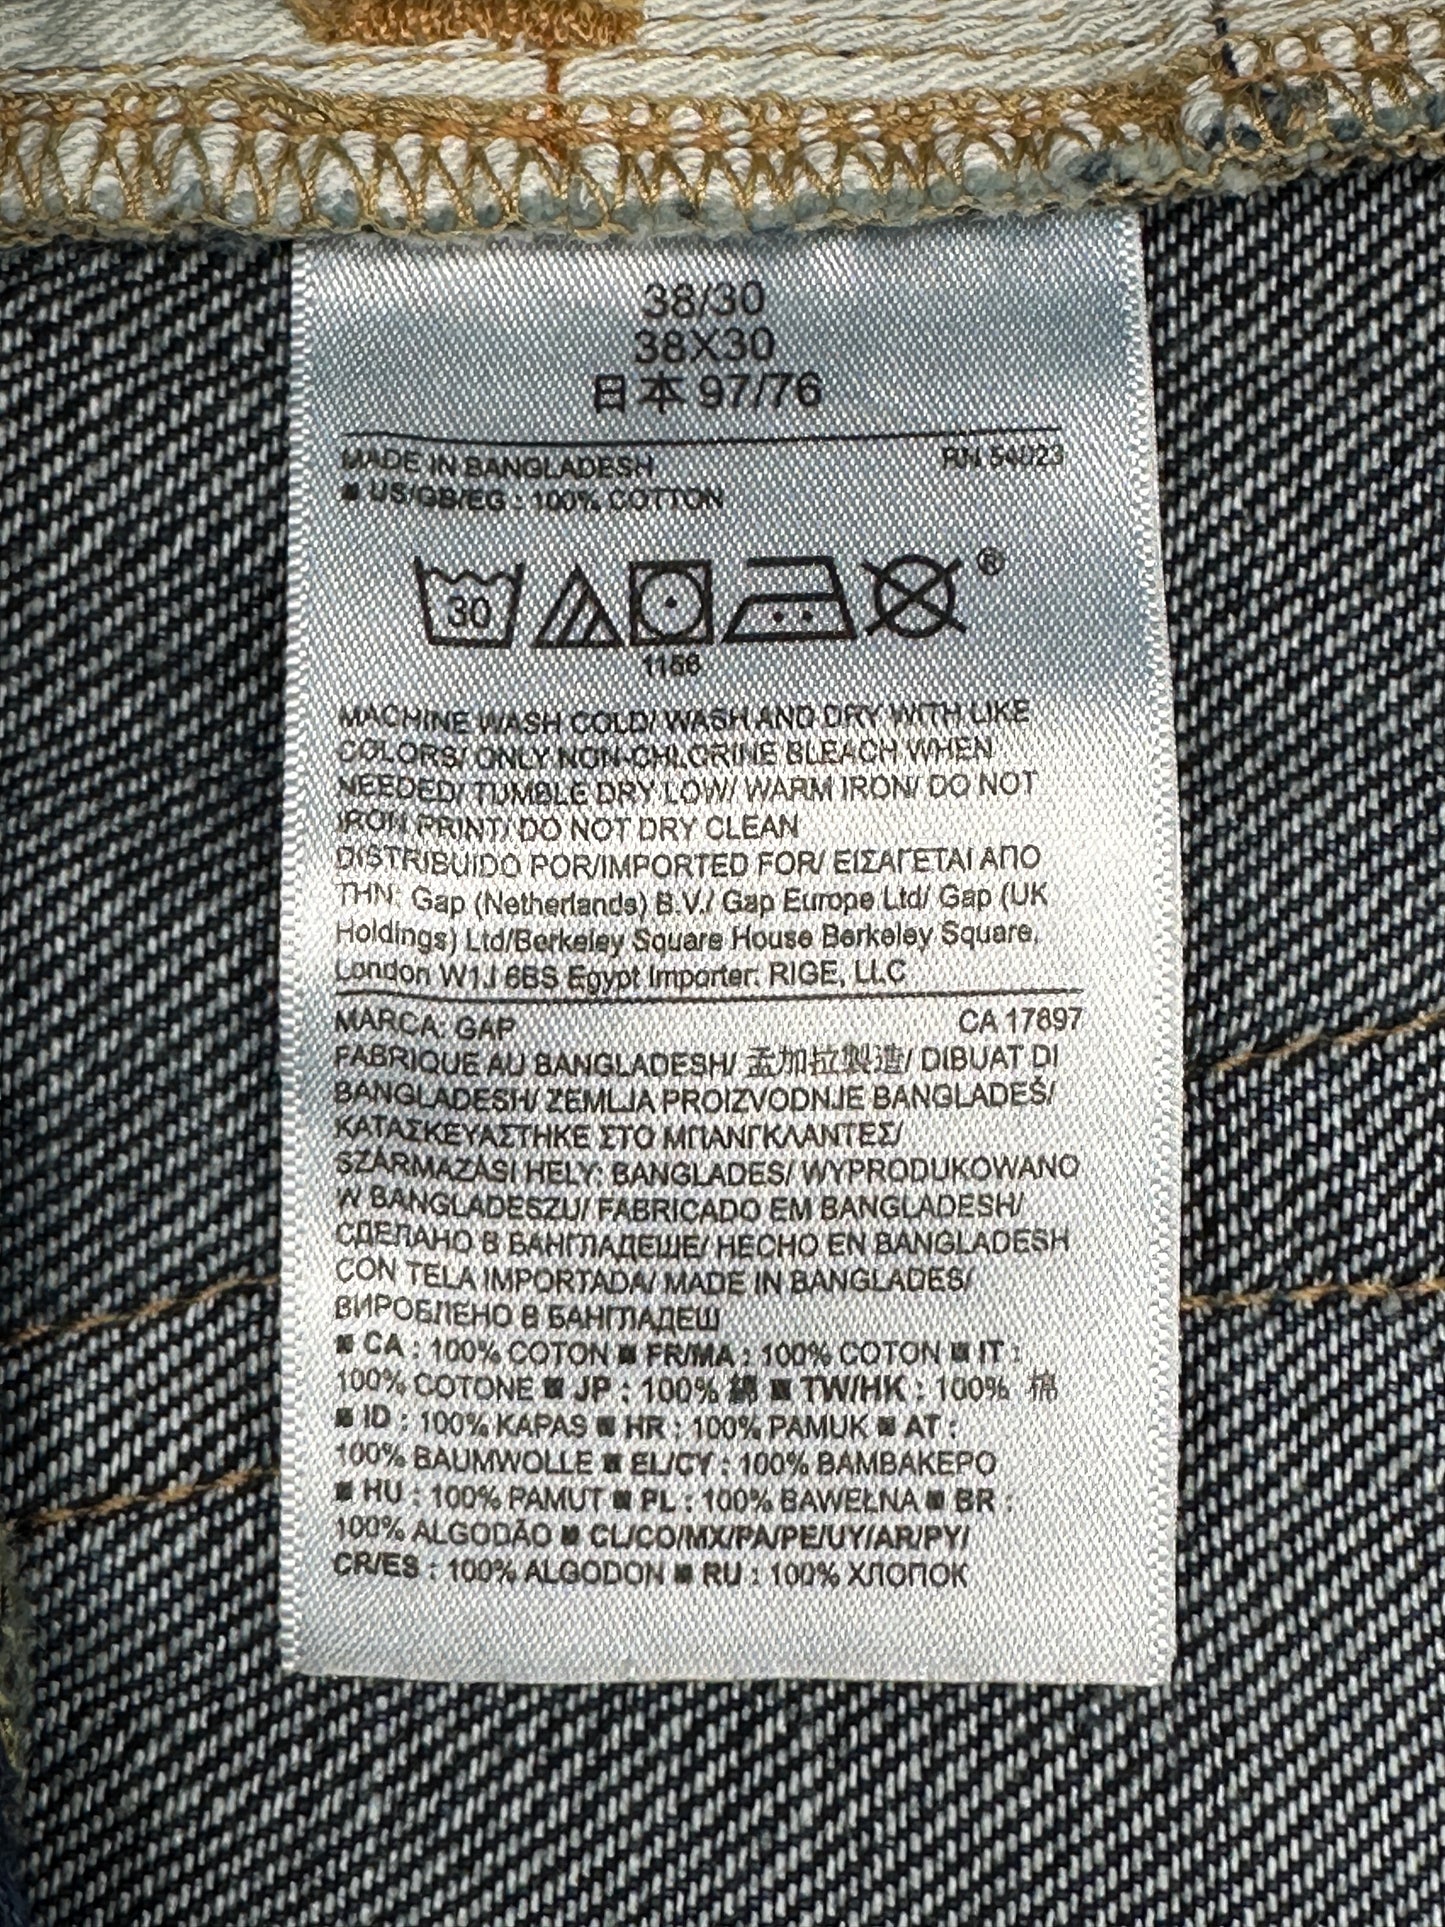 38/30
38X30
日本 97/76
MADE IN BANGLADESH RN 54023
■ US/GB/EG : 100% COTTON
30
®
1156
MACHINE WASH COLD/ WASH AND DRY WITH LIKE
COLORS/ ONLY NON-CHLORINE BLEACH WHEN
NEEDED/ TUMBLE DRY LOW/ WARM IRON/ DO NOT
IRON PRINT/ DO NOT DRY CLEAN
DISTRIBUIDO POR/IMPORTED FOR/ ΕΙΣΑΓΕΤΑΙ ΑΠΟ
ΤΗΝ: Gap (Netherlands) B.V./ Gap Europe Ltd/ Gap (UK
Holdings) Ltd/Berkeley Square House Berkeley Square,
London W1J 6BS Egypt Importer: RIGE, LLC
MARCA: GAP CA 17897
FABRIQUE AU BANGLADESH/ 孟加拉製造/ DIBUAT DI
BANGLADESH/ ZEMLJA PROIZVODNJE BANGLADEŠ/
ΚΑΤΑΣΚΕΥΑΣΤΗΚΕ ΣΤΟ ΜΠΑΝΓΚΛΑΝΤΕΣ/
SZÁRMAZÁSI HELY: BANGLADES/ WYPRODUKOWANO
W BANGLADESZU/ FABRICADO EM BANGLADESH/
СДЕЛАНО В БАНГЛАДЕШЕ/ HECHO EN BANGLADESH
CON TELA IMPORTADA/ MADE IN BANGLADEŠ/
ВИРОБЛЕНО В БАНГЛАДЕШ
■ CA : 100% COTON ■ FR/MA : 100% COTON ■ IT :
100% COTONE ■ JP : 100% 綿 ■ TW/HK : 100% 棉
■ ID : 100% KAPAS ■ HR : 100% PAMUK ■ AT :
100% BAUMWOLLE ■ EL/CY : 100% ΒΑΜΒΑΚΕΡΟ
■ HU : 100% PAMUT ■ PL : 100% BAWEŁNA ■ BR :
100% ALGODÃO ■ CL/CO/MX/PA/PE/UY/AR/PY/
CR/ES : 100% ALGODON ■ RU : 100% ХЛОПОК